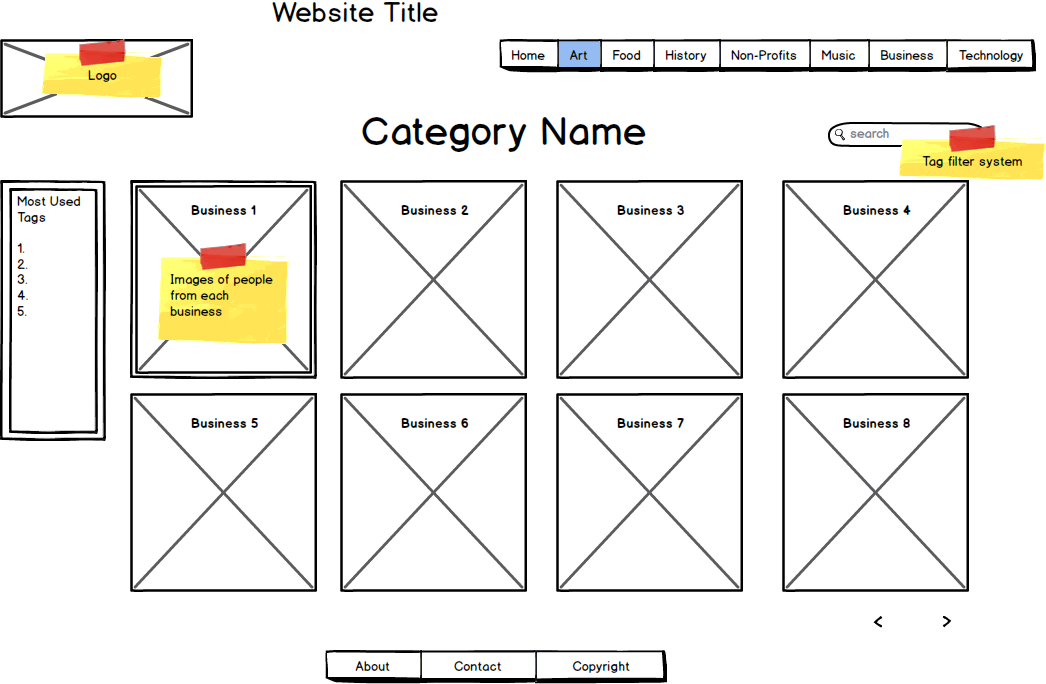 Website Title
Logo
Home Art Food History Non-Profits Music Business Technology
Category Name
search
Tag filter system
Most Used
Tags
1.
2.
3.
4.
5.
Business 1
Images of people
from each
business
Business 2
Business 3
Business 4
Business 5
Business 6
Business 7
Business 8
< >
About Contact Copyright